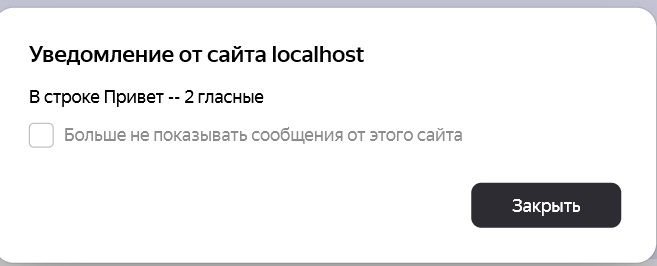 Уведомление от сайта localhost
В строке Привет -- 2 гласные
Больше не показывать сообщения от этого сайта
Закрыть